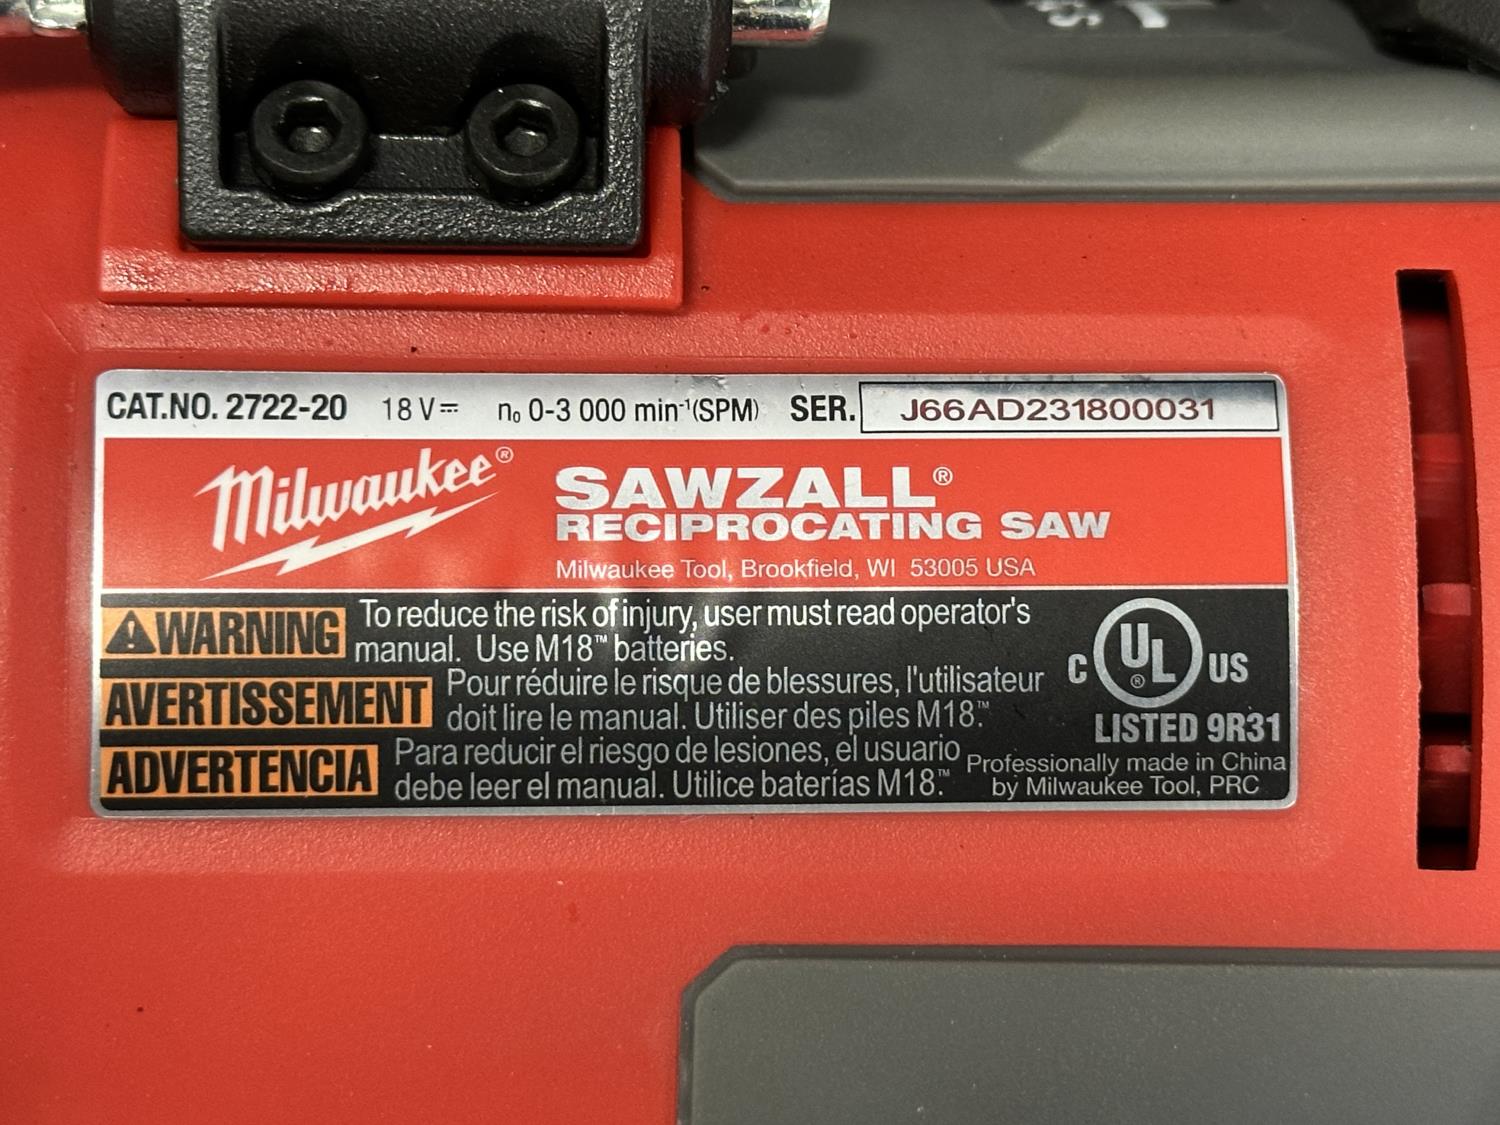 CAT.NO. 2722-20 18 V⎓ n₀ 0-3 000 min⁻¹(SPM) SER. J66AD231800031
Milwaukee®
SAWZALL®
RECIPROCATING SAW
Milwaukee Tool, Brookfield, WI 53005 USA
WARNING To reduce the risk of injury, user must read operator's
manual. Use M18™ batteries.
AVERTISSEMENT Pour réduire le risque de blessures, l'utilisateur
doit lire le manual. Utiliser des piles M18™.
ADVERTENCIA Para reducir el riesgo de lesiones, el usuario
debe leer el manual. Utilice baterías M18™.
C UL® US
LISTED 9R31
Professionally made in China
by Milwaukee Tool, PRC